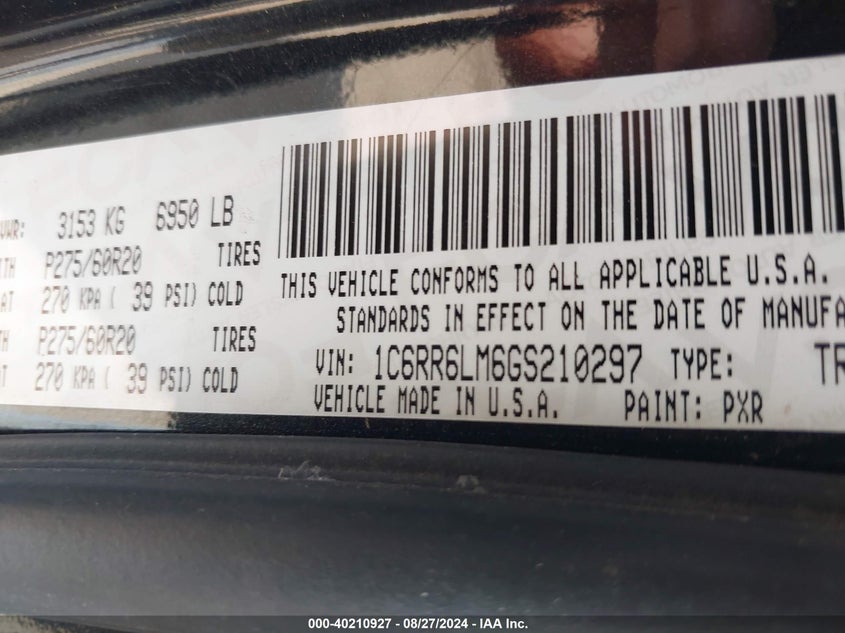 VWR: 3153 KG 6950 LB
TH P275/60R20 TIRES
AT 270 KPA ( 39 PSI) COLD
TH P275/60R20 TIRES
AT 270 KPA ( 39 PSI) COLD
THIS VEHICLE CONFORMS TO ALL APPLICABLE U.S.A.
STANDARDS IN EFFECT ON THE DATE OF MANUFA
VIN: 1C6RR6LM6GS210297 TYPE: TR
VEHICLE MADE IN U.S.A. PAINT: PXR
000-40210927 - 08/27/2024 - IAA Inc.